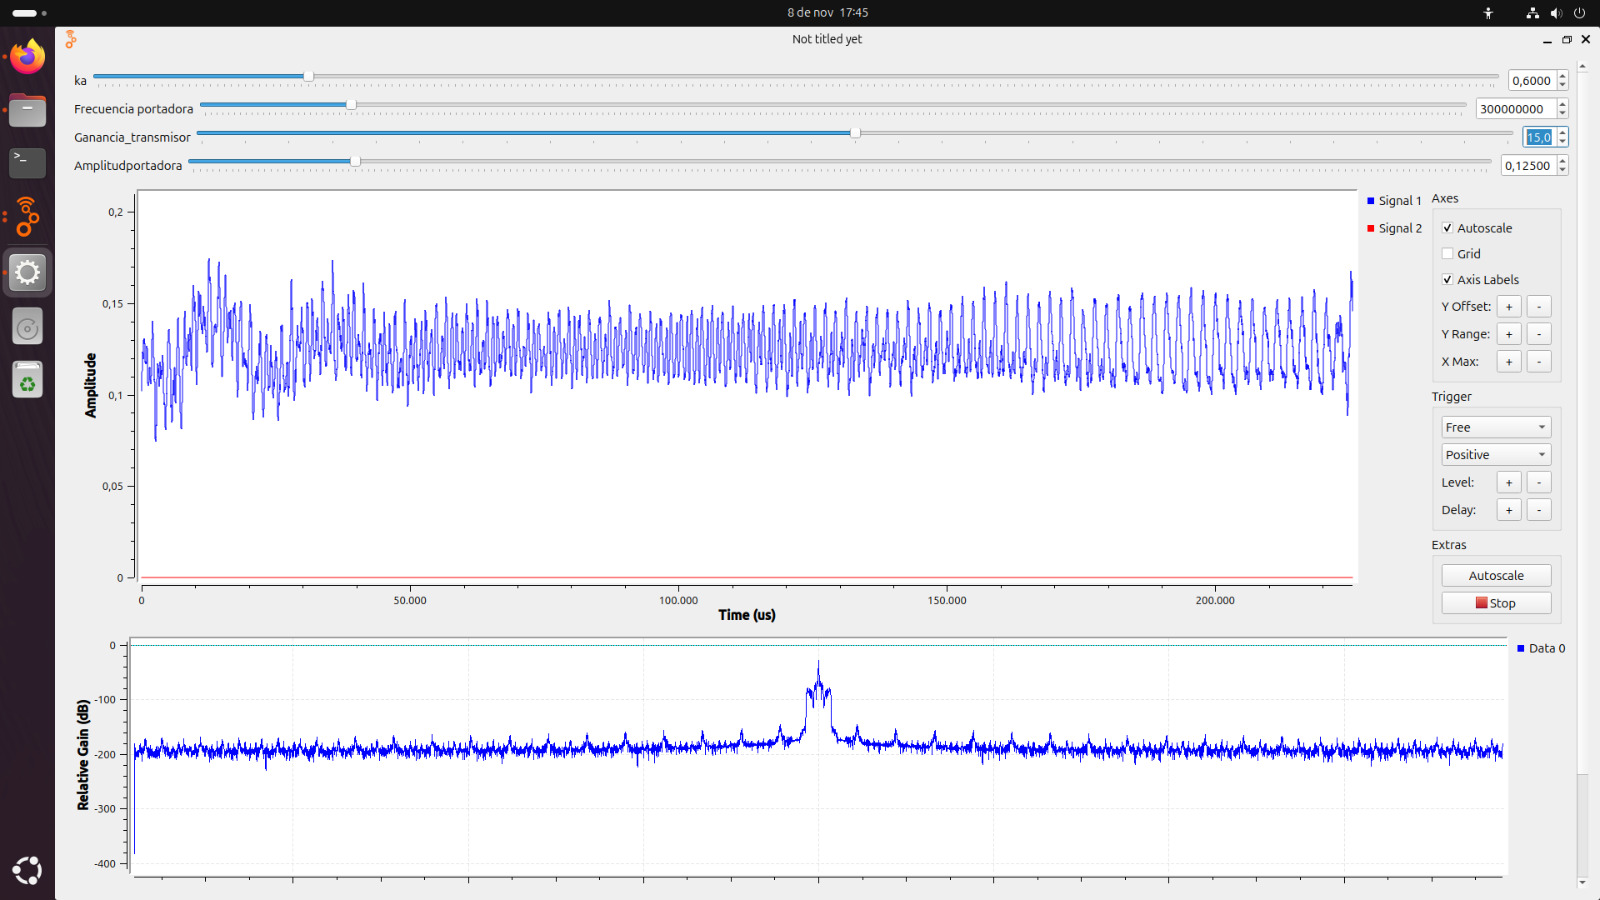 8 de nov 17:45
Not titled yet
ka
0,6000
Frecuencia portadora
300000000
Ganancia_transmisor
15,0
Amplitudportadora
0,12500
Amplitude
0,2
0,15
0,1
0,05
0
0
50.000
100.000
150.000
200.000
Time (us)
Signal 1
Signal 2
Axes
Autoscale
Grid
Axis Labels
Y Offset: + -
Y Range: + -
X Max: + -
Trigger
Free
Positive
Level: + -
Delay: + -
Extras
Autoscale
Stop
Relative Gain (dB)
0
-100
-200
-300
-400
Data 0